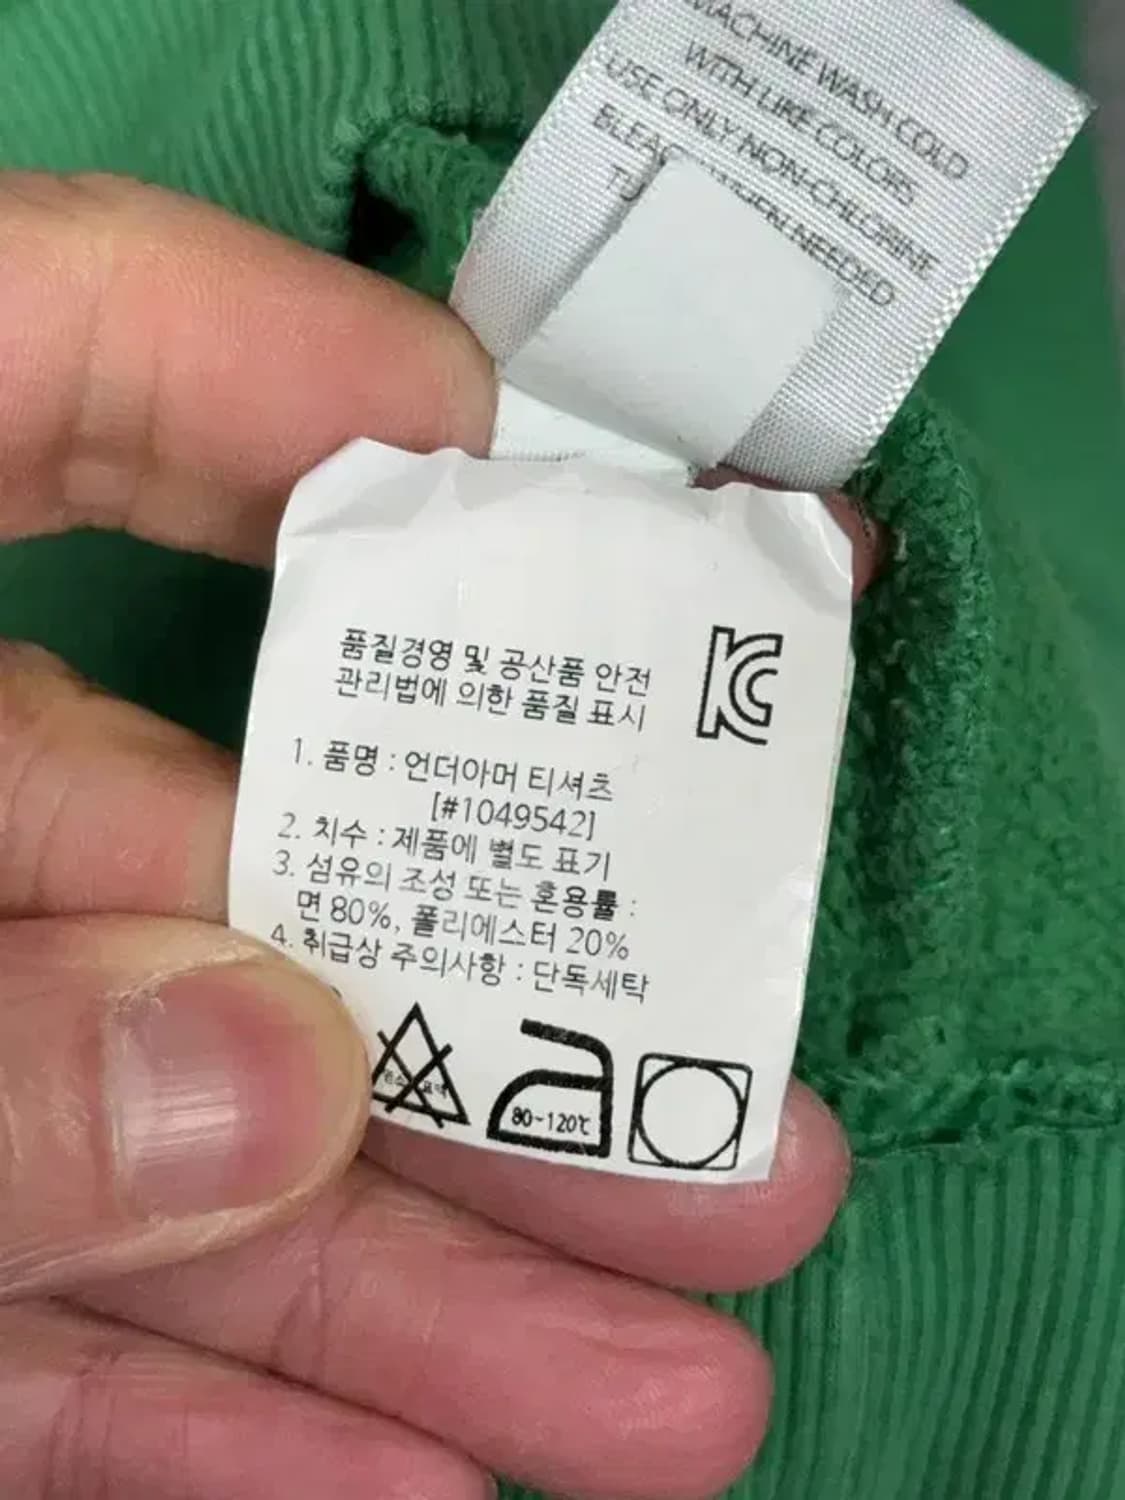 MACHINE WASH COLD
WITH LIKE COLORS
USE ONLY NON-CHLORINE
WHEN NEEDED
품질경영 및 공산품 안전
관리법에 의한 품질 표시
KC
1. 품명 : 언더아머 티셔츠
[#1049542]
2. 치수 : 제품에 별도 표기
3. 섬유의 조성 또는 혼용률 :
면 80%, 폴리에스터 20%
4. 취급상 주의사항 : 단독세탁
80~120℃